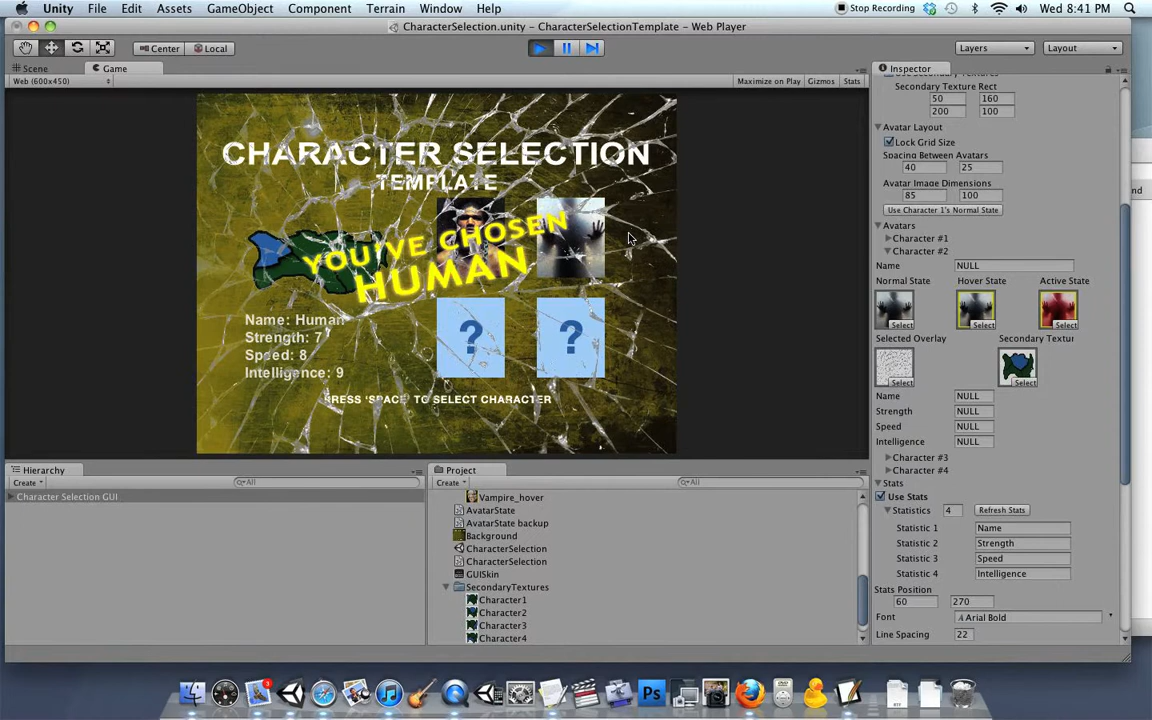 Unity File Edit Assets GameObject Component Terrain Window Help
Stop Recording
Wed 8:41 PM
CharacterSelection.unity – CharacterSelectionTemplate – Web Player
Center
Local
Layers
Layout
Scene
Game
Web (600x450)
Maximize on Play
Gizmos
Stats
CHARACTER SELECTION
TEMPLATE
YOU'VE CHOSEN
HUMAN
? ?
Name: Human
Strength: 7
Speed: 8
Intelligence: 9
PRESS 'SPACE' TO SELECT CHARACTER
Inspector
Secondary Texture Rect
50 160
200 100
Avatar Layout
Lock Grid Size
Spacing Between Avatars
40 25
Avatar Image Dimensions
85 100
Use Character 1's Normal State
Avatars
Character #1
Character #2
Name NULL
Normal State Hover State Active State
Select Select Select
Selected Overlay Secondary Textur
Select Select
Name NULL
Strength NULL
Speed NULL
Intelligence NULL
Character #3
Character #4
Stats
Use Stats
Statistics 4 Refresh Stats
Statistic 1 Name
Statistic 2 Strength
Statistic 3 Speed
Statistic 4 Intelligence
Stats Position
60 270
Font Arial Bold
Line Spacing 22
Hierarchy
Create
All
Character Selection GUI
Project
Create
All
Vampire_hover
AvatarState
AvatarState backup
Background
CharacterSelection
CharacterSelection
GUISkin
SecondaryTextures
Character1
Character2
Character3
Character4
3
Ps